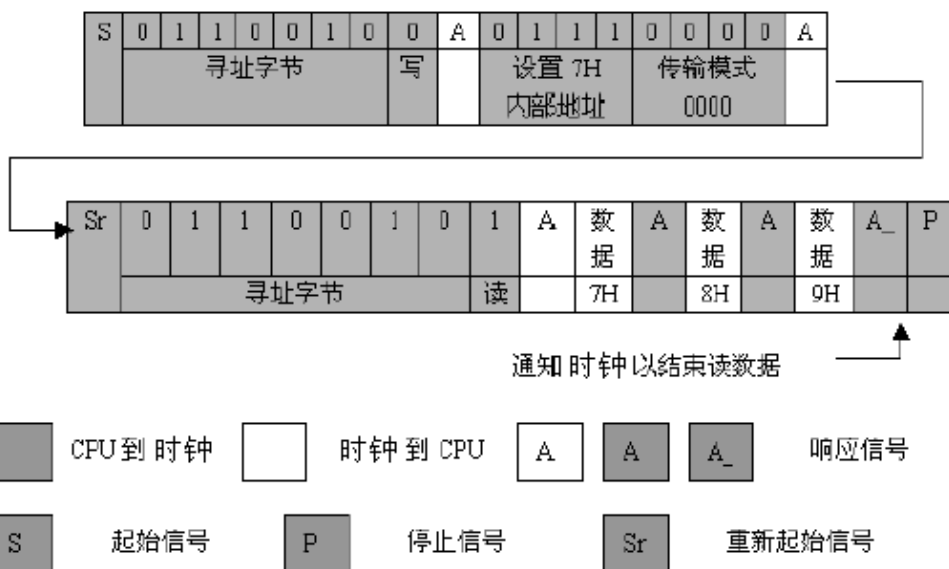 S 0 1 1 0 0 1 0 0 A 0 1 1 1 0 0 0 0 A
寻址字节 写 设置 7H 传输模式
内部地址 0000
Sr 0 1 1 0 0 1 0 1 A 数 A 数 A 数 A_ P
据 据 据
寻址字节 读 7H 8H 9H
通知时钟以结束读数据
CPU到时钟 时钟到 CPU A A A_ 响应信号
S 起始信号 P 停止信号 Sr 重新起始信号